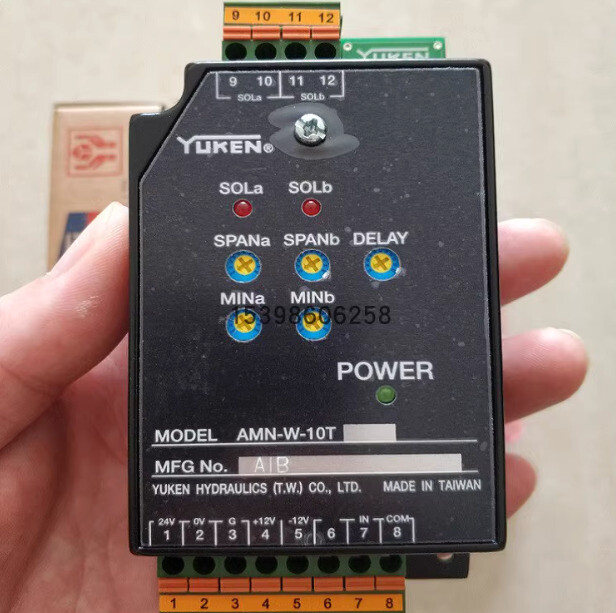 9 10 11 12
YUKEN
9 10 11 12
SOLa SOLb
YUKEN®
SOLa SOLb
SPANa SPANb DELAY
MINa MINb
15398606258
POWER
MODEL AMN-W-10T
MFG No. A1B
YUKEN HYDRAULICS (T.W.) CO., LTD. MADE IN TAIWAN
24V 0V G +12V -12V IN COM
1 2 3 4 5 6 7 8
1 2 3 4 5 6 7 8